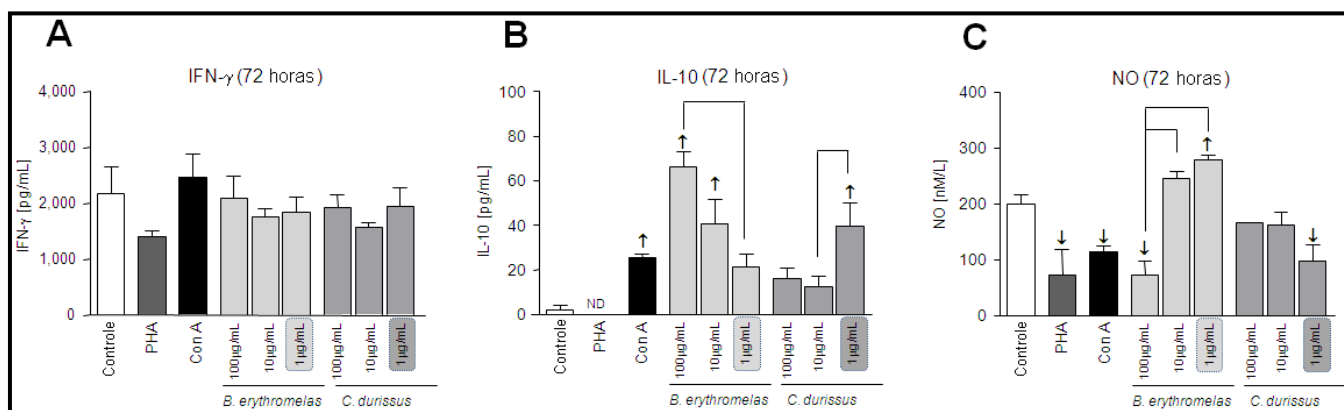 A
IFN-γ (72 horas)
IFN-γ [pg/mL]
4,000
3,000
2,000
1,000
0
Controle
PHA
Con A
100µg/mL
10µg/mL
1µg/mL
100µg/mL
10µg/mL
1µg/mL
B. erythromelas
C. durissus
B
IL-10 (72 horas)
IL-10 [pg/mL]
100
80
60
40
20
0
ND
↑
↑
↑
↑
Controle
PHA
Con A
100µg/mL
10µg/mL
1µg/mL
100µg/mL
10µg/mL
1µg/mL
B. erythromelas
C. durissus
C
NO (72 horas)
NO [nM/L]
400
300
200
100
0
↓
↓
↓
↑
↓
Controle
PHA
Con A
100µg/mL
10µg/mL
1µg/mL
100µg/mL
10µg/mL
1µg/mL
B. erythromelas
C. durissus